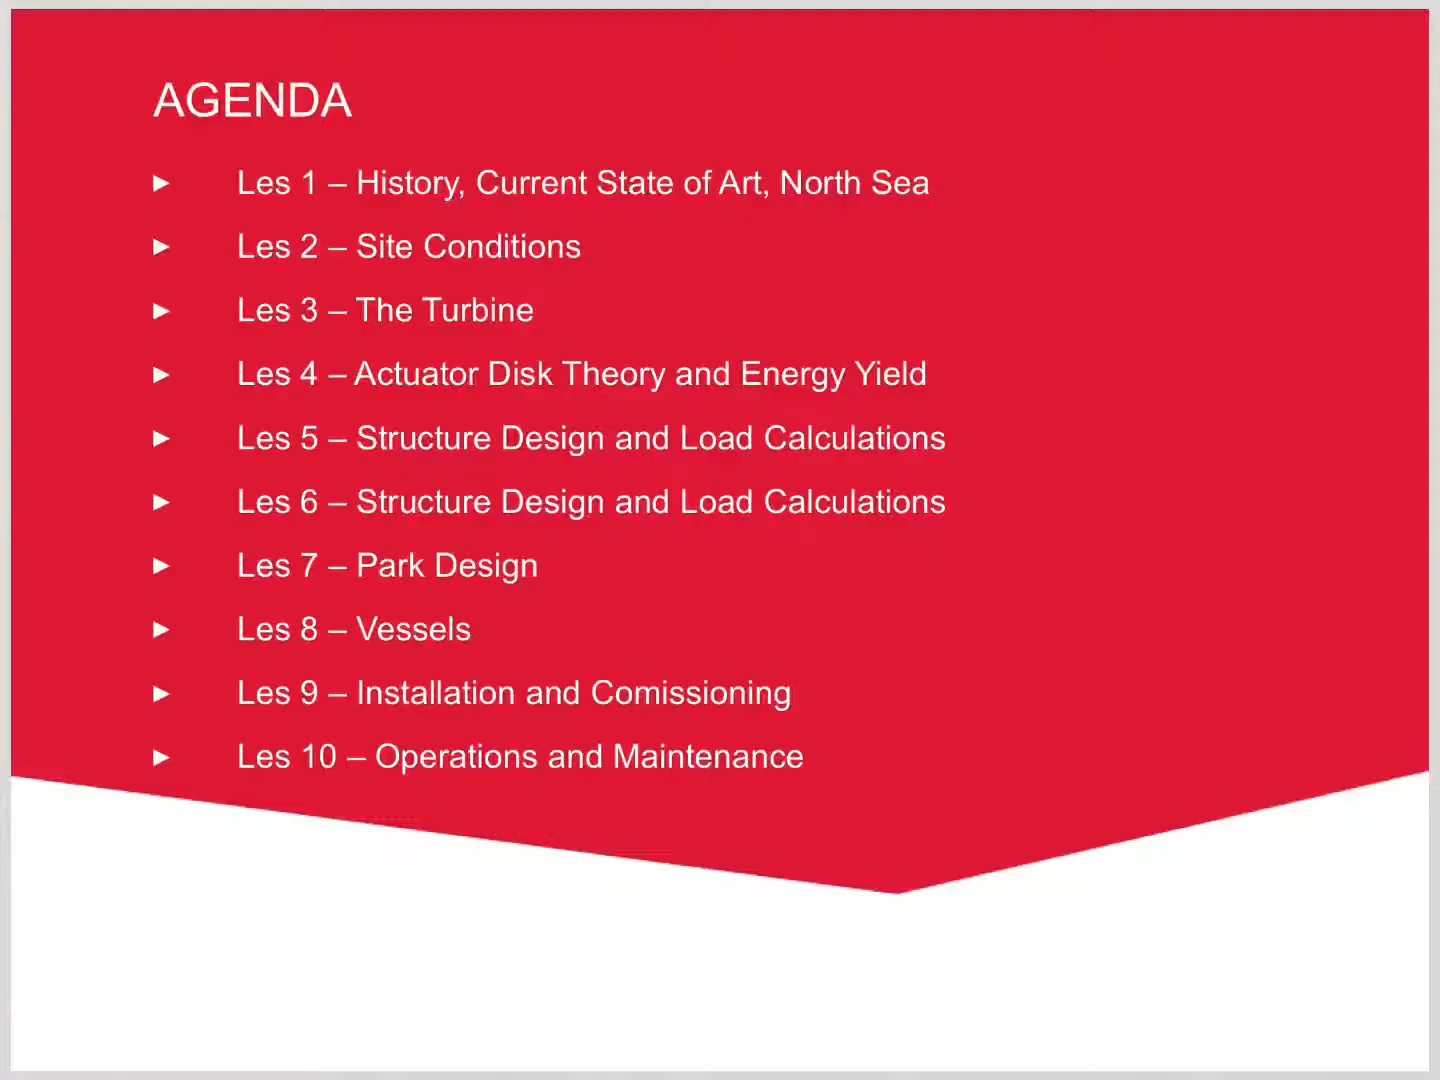 AGENDA
► Les 1 – History, Current State of Art, North Sea
► Les 2 – Site Conditions
► Les 3 – The Turbine
► Les 4 – Actuator Disk Theory and Energy Yield
► Les 5 – Structure Design and Load Calculations
► Les 6 – Structure Design and Load Calculations
► Les 7 – Park Design
► Les 8 – Vessels
► Les 9 – Installation and Comissioning
► Les 10 – Operations and Maintenance